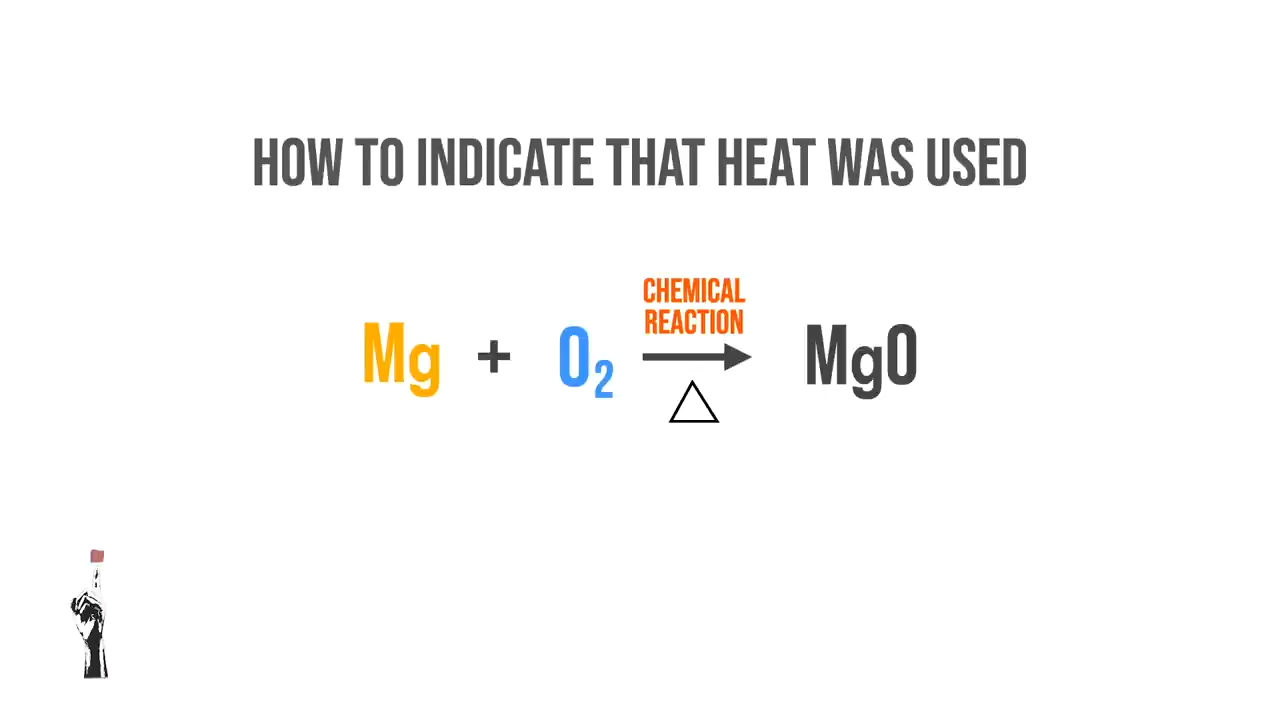 HOW TO INDICATE THAT HEAT WAS USED
CHEMICAL
REACTION
Mg + O₂ → MgO
△